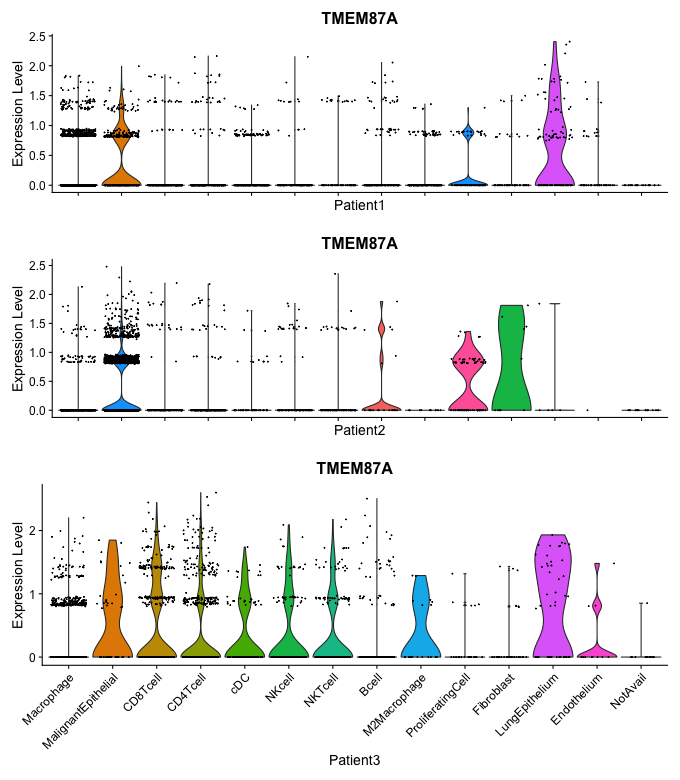 TMEM87A
Expression Level
2.5
2.0
1.5
1.0
0.5
0.0
Patient1
TMEM87A
Expression Level
2.5
2.0
1.5
1.0
0.5
0.0
Patient2
TMEM87A
Expression Level
2
1
0
Macrophage
MalignantEpithelial
CD8Tcell
CD4Tcell
cDC
NKcell
NKTcell
Bcell
M2Macrophage
ProliferatingCell
Fibroblast
LungEpithelium
Endothelium
NotAvail
Patient3